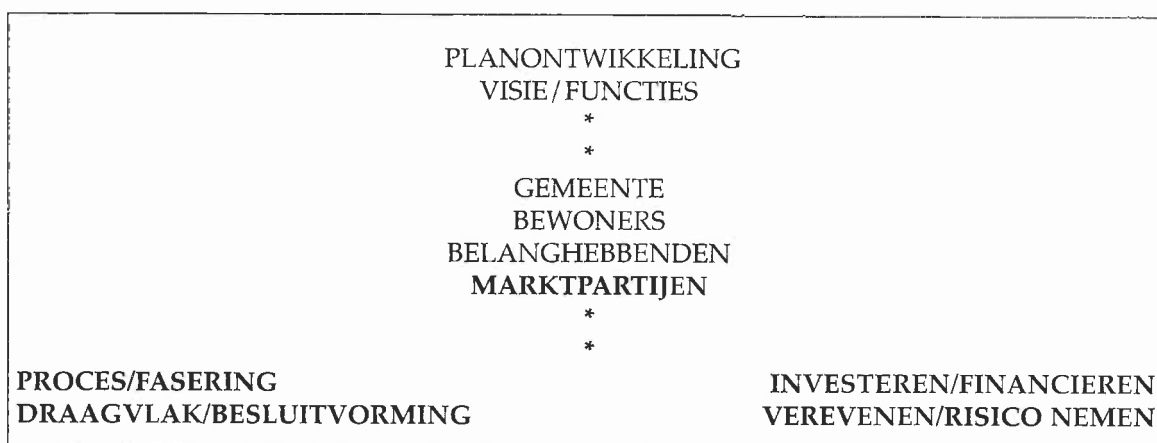 PLANONTWIKKELING
VISIE/FUNCTIES
*
*
GEMEENTE
BEWONERS
BELANGHEBBENDEN
MARKTPARTIJEN
*
*
PROCES/FASERING INVESTEREN/FINANCIEREN
DRAAGVLAK/BESLUITVORMING VEREVENEN/RISICO NEMEN